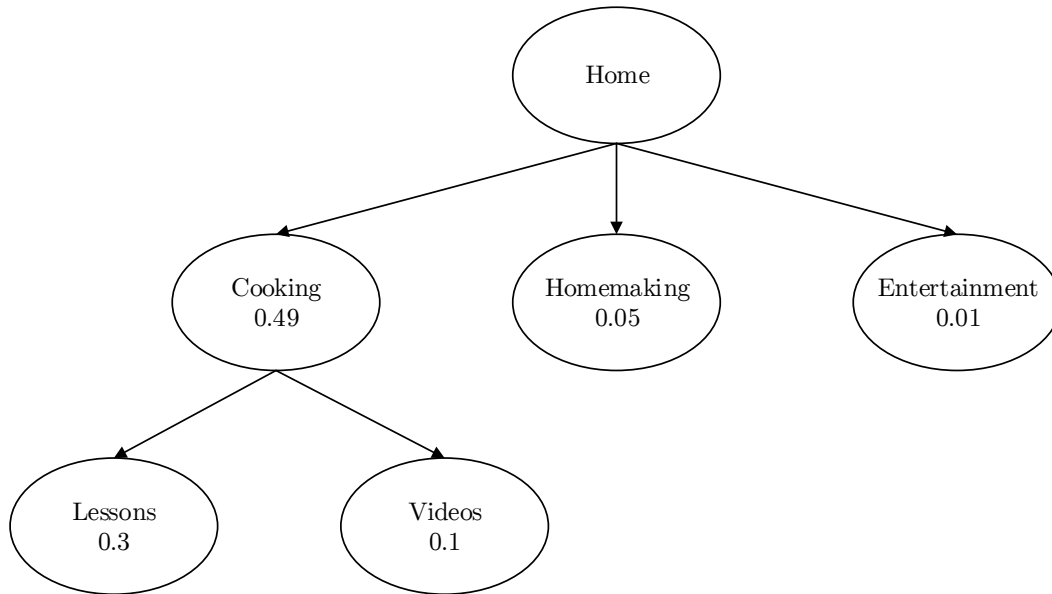 Home
Cooking
0.49
Homemaking
0.05
Entertainment
0.01
Lessons
0.3
Videos
0.1